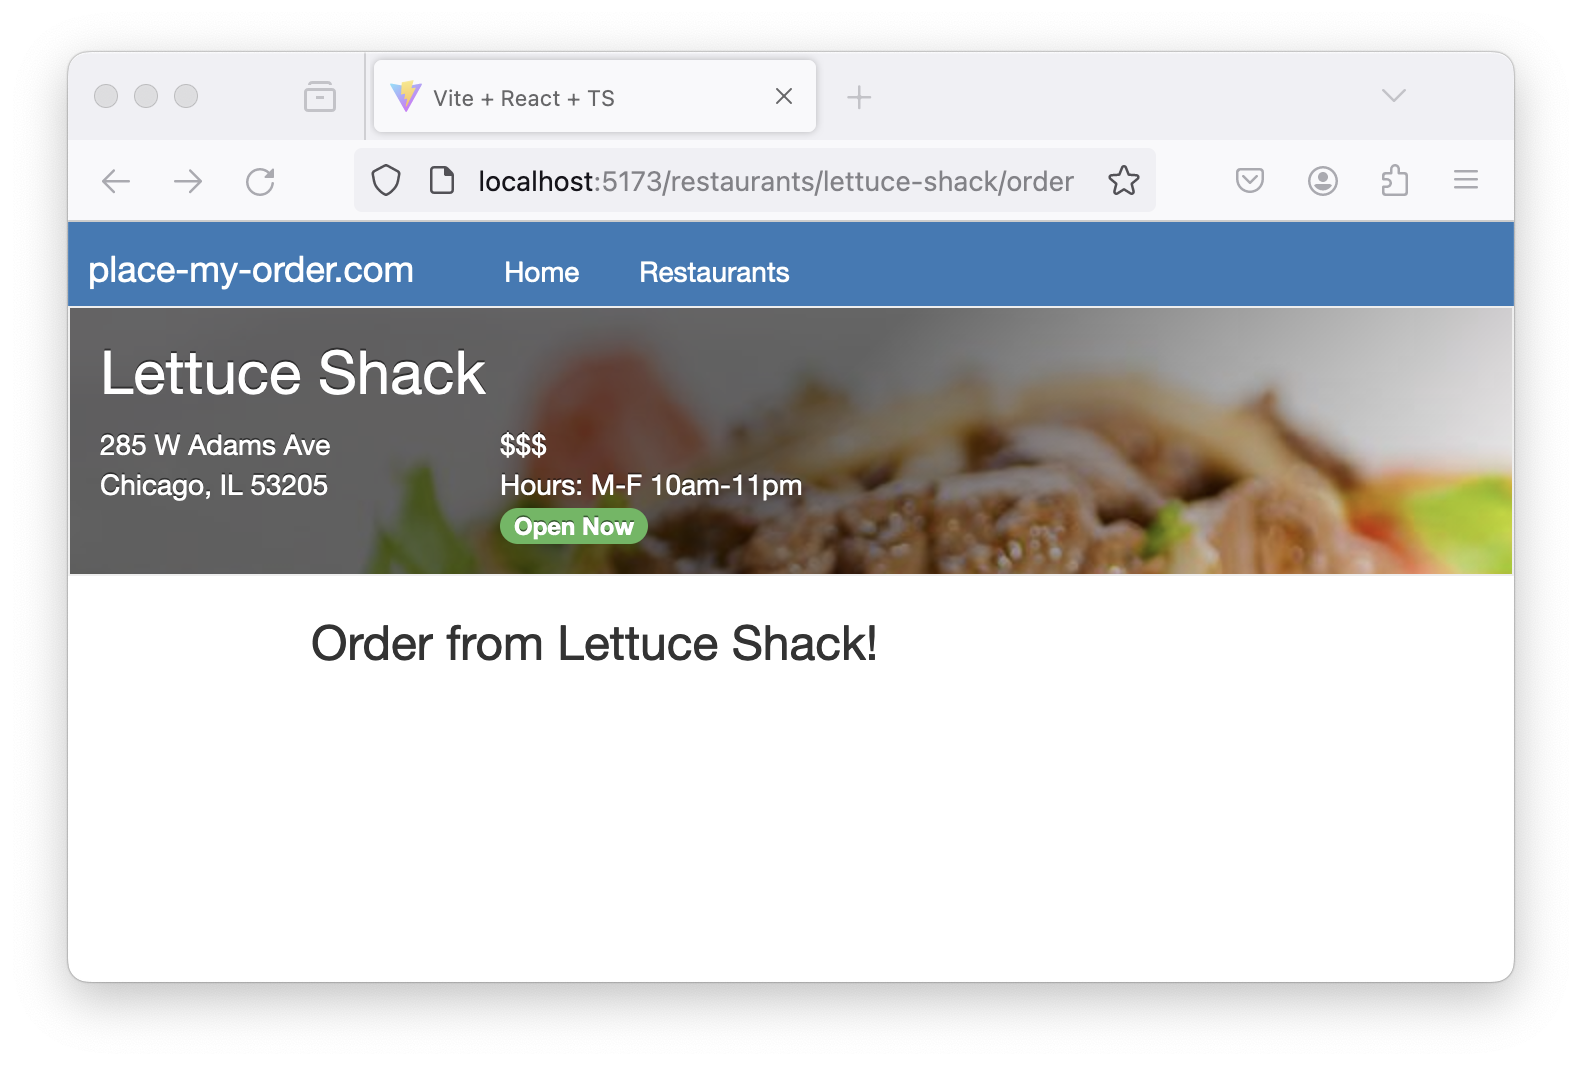 Vite + React + TS
localhost:5173/restaurants/lettuce-shack/order
place-my-order.com Home Restaurants
Lettuce Shack
285 W Adams Ave
Chicago, IL 53205
$$$
Hours: M-F 10am-11pm
Open Now
Order from Lettuce Shack!